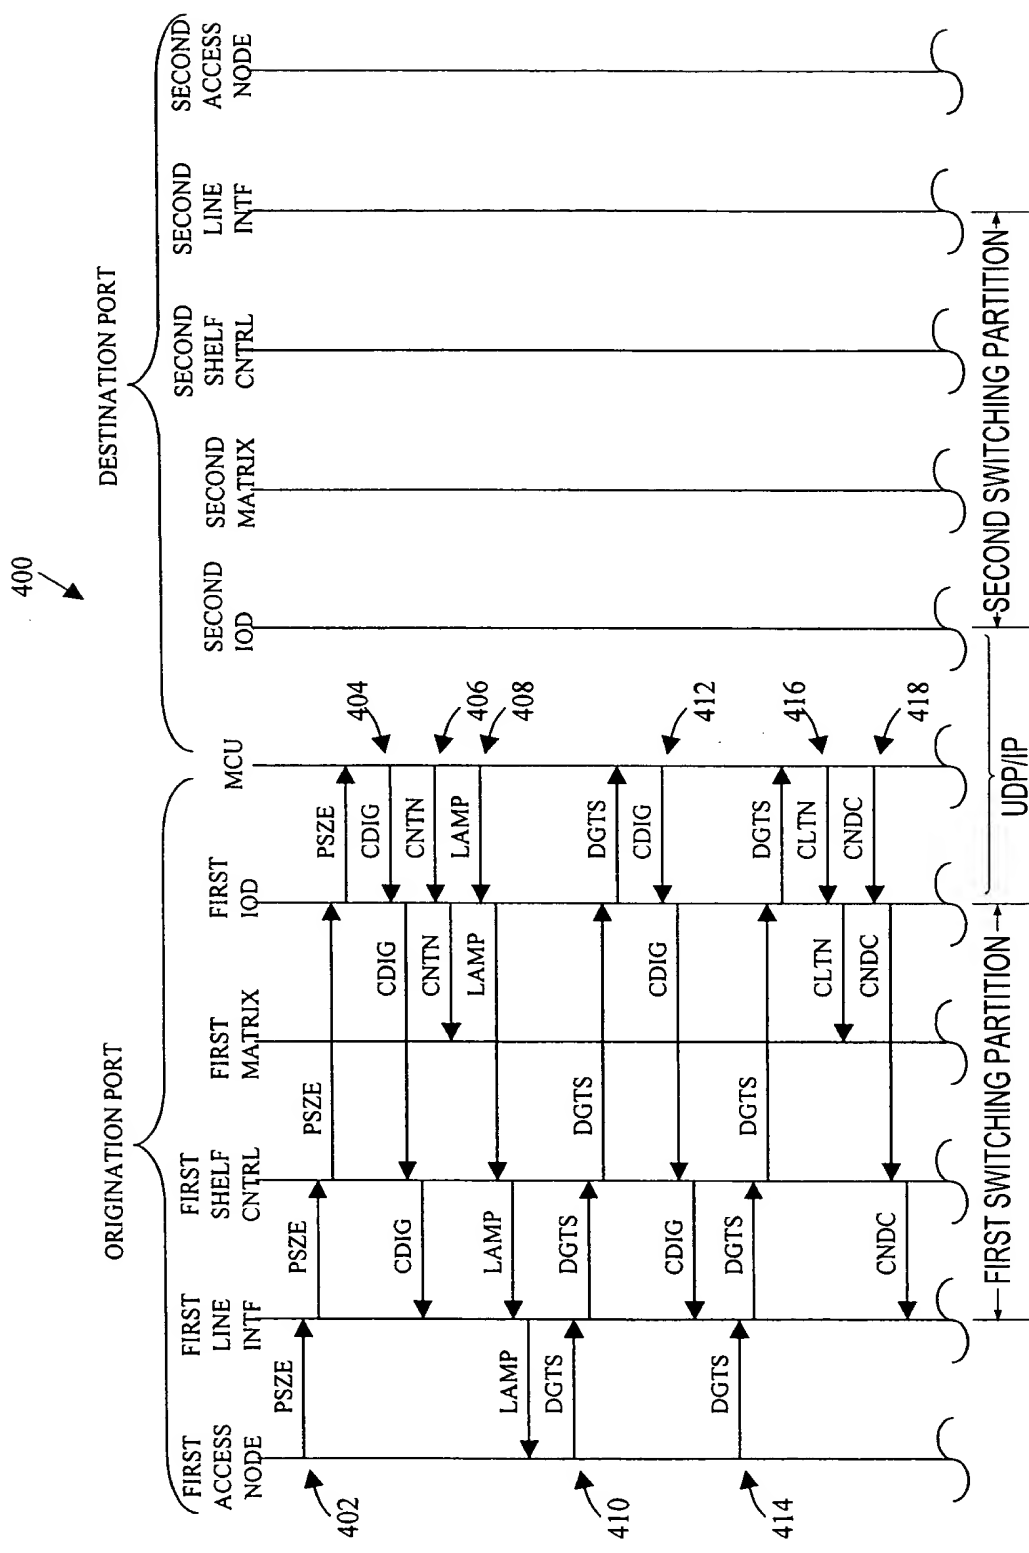 400
ORIGINATION PORT
DESTINATION PORT
FIRST
ACCESS
NODE
FIRST
LINE
INTF
FIRST
SHELF
CNTRL
FIRST
MATRIX
FIRST
IOD
MCU
SECOND
IOD
SECOND
MATRIX
SECOND
SHELF
CNTRL
SECOND
LINE
INTF
SECOND
ACCESS
NODE
402
PSZE
PSZE
PSZE
PSZE
404
CDIG
CDIG
CDIG
406
CNTN
CNTN
408
LAMP
LAMP
LAMP
LAMP
410
DGTS
DGTS
DGTS
DGTS
412
CDIG
CDIG
CDIG
414
DGTS
DGTS
DGTS
DGTS
416
CLTN
CLTN
418
CNDC
CNDC
CNDC
FIRST SWITCHING PARTITION
UDP/IP
SECOND SWITCHING PARTITION